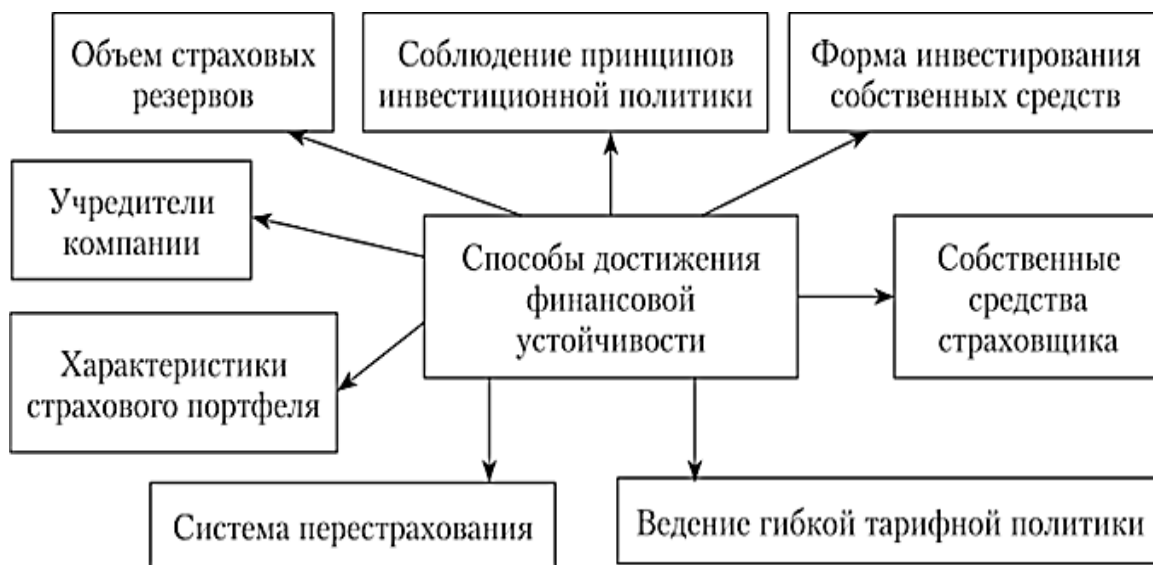 Объем страховых
резервов
Соблюдение принципов
инвестиционной политики
Форма инвестирования
собственных средств
Учредители
компании
Способы достижения
финансовой
устойчивости
Собственные
средства
страховщика
Характеристики
страхового портфеля
Система перестрахования
Ведение гибкой тарифной политики